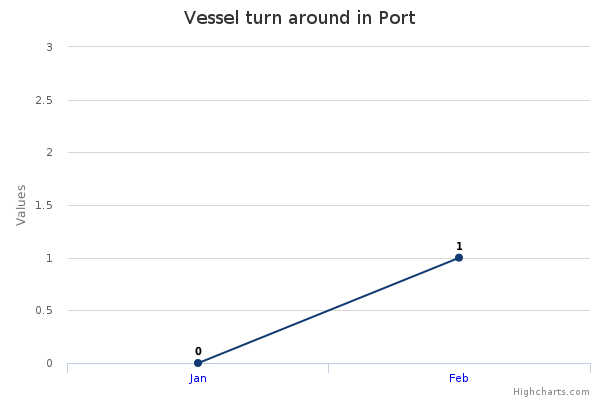 Vessel turn around in Port
3
2.5
2
1.5
1
0.5
0
Values
0
1
Jan
Feb
Highcharts.com